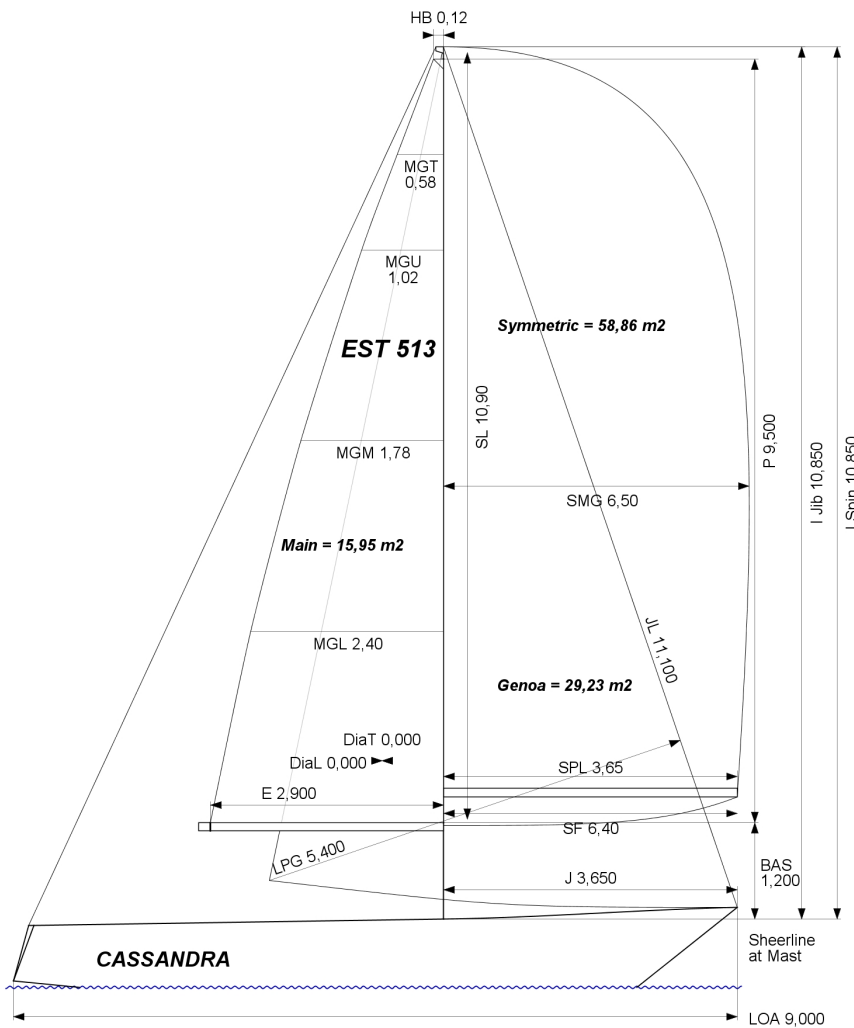 HB 0,12
MGT
0,58
MGU
1,02
EST 513
Symmetric = 58,86 m2
SL 10,90
P 9,500
I Jib 10,850
I Spin 10,850
MGM 1,78
SMG 6,50
Main = 15,95 m2
MGL 2,40
JL 11,100
Genoa = 29,23 m2
DiaT 0,000
DiaL 0,000
SPL 3,65
E 2,900
SF 6,40
LPG 5,400
BAS
1,200
J 3,650
CASSANDRA
Sheerline
at Mast
LOA 9,000